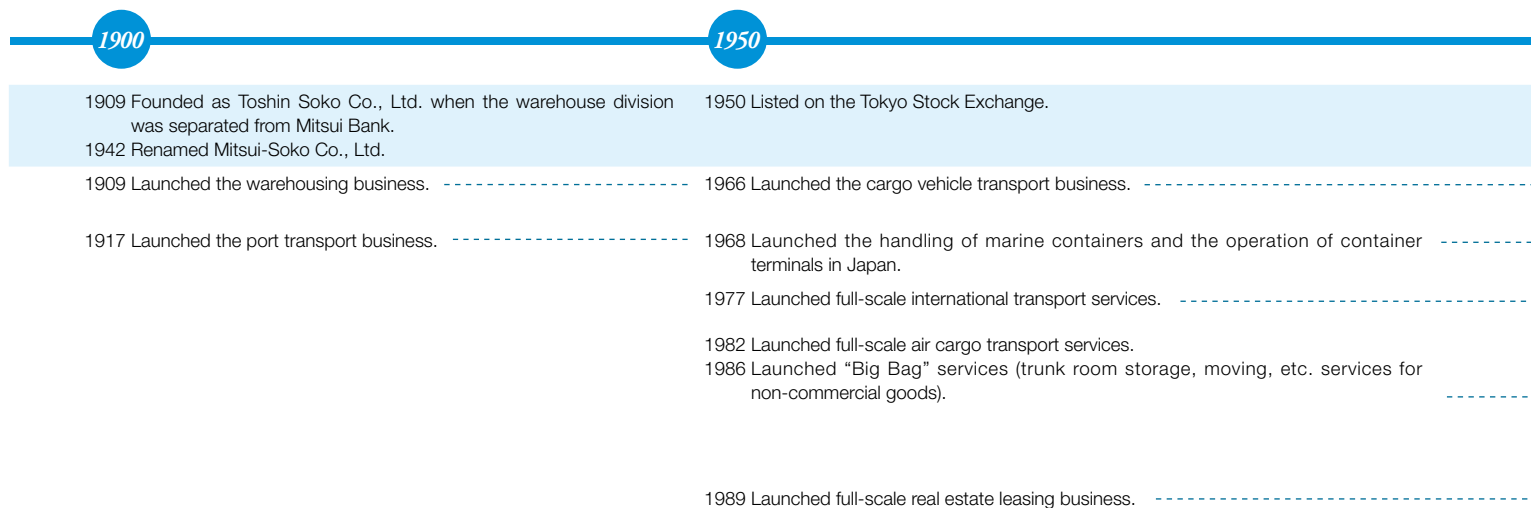 1900
1950
1909 Founded as Toshin Soko Co., Ltd. when the warehouse division
was separated from Mitsui Bank.
1942 Renamed Mitsui-Soko Co., Ltd.
1950 Listed on the Tokyo Stock Exchange.
1909 Launched the warehousing business.
1917 Launched the port transport business.
1966 Launched the cargo vehicle transport business.
1968 Launched the handling of marine containers and the operation of container
terminals in Japan.
1977 Launched full-scale international transport services.
1982 Launched full-scale air cargo transport services.
1986 Launched “Big Bag” services (trunk room storage, moving, etc. services for
non-commercial goods).
1989 Launched full-scale real estate leasing business.